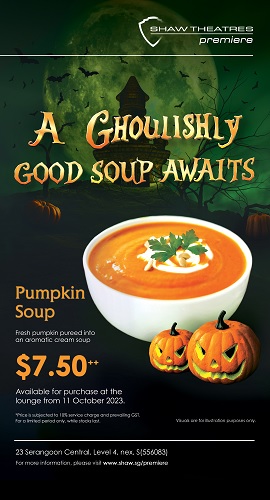 SHAW THEATRES
premiere
A GHOULISHLY
GOOD SOUP AWAITS
Pumpkin
Soup
Fresh pumpkin pureed into
an aromatic cream soup
$7.50++
Available for purchase at the
lounge from 11 October 2023.
*Price is subjected to 10% service charge and prevailing GST.
For a limited period only, while stocks last.
Visuals are for illustration purposes only.
23 Serangoon Central, Level 4, nex, S(556083)
For more information, please visit www.shaw.sg/premiere